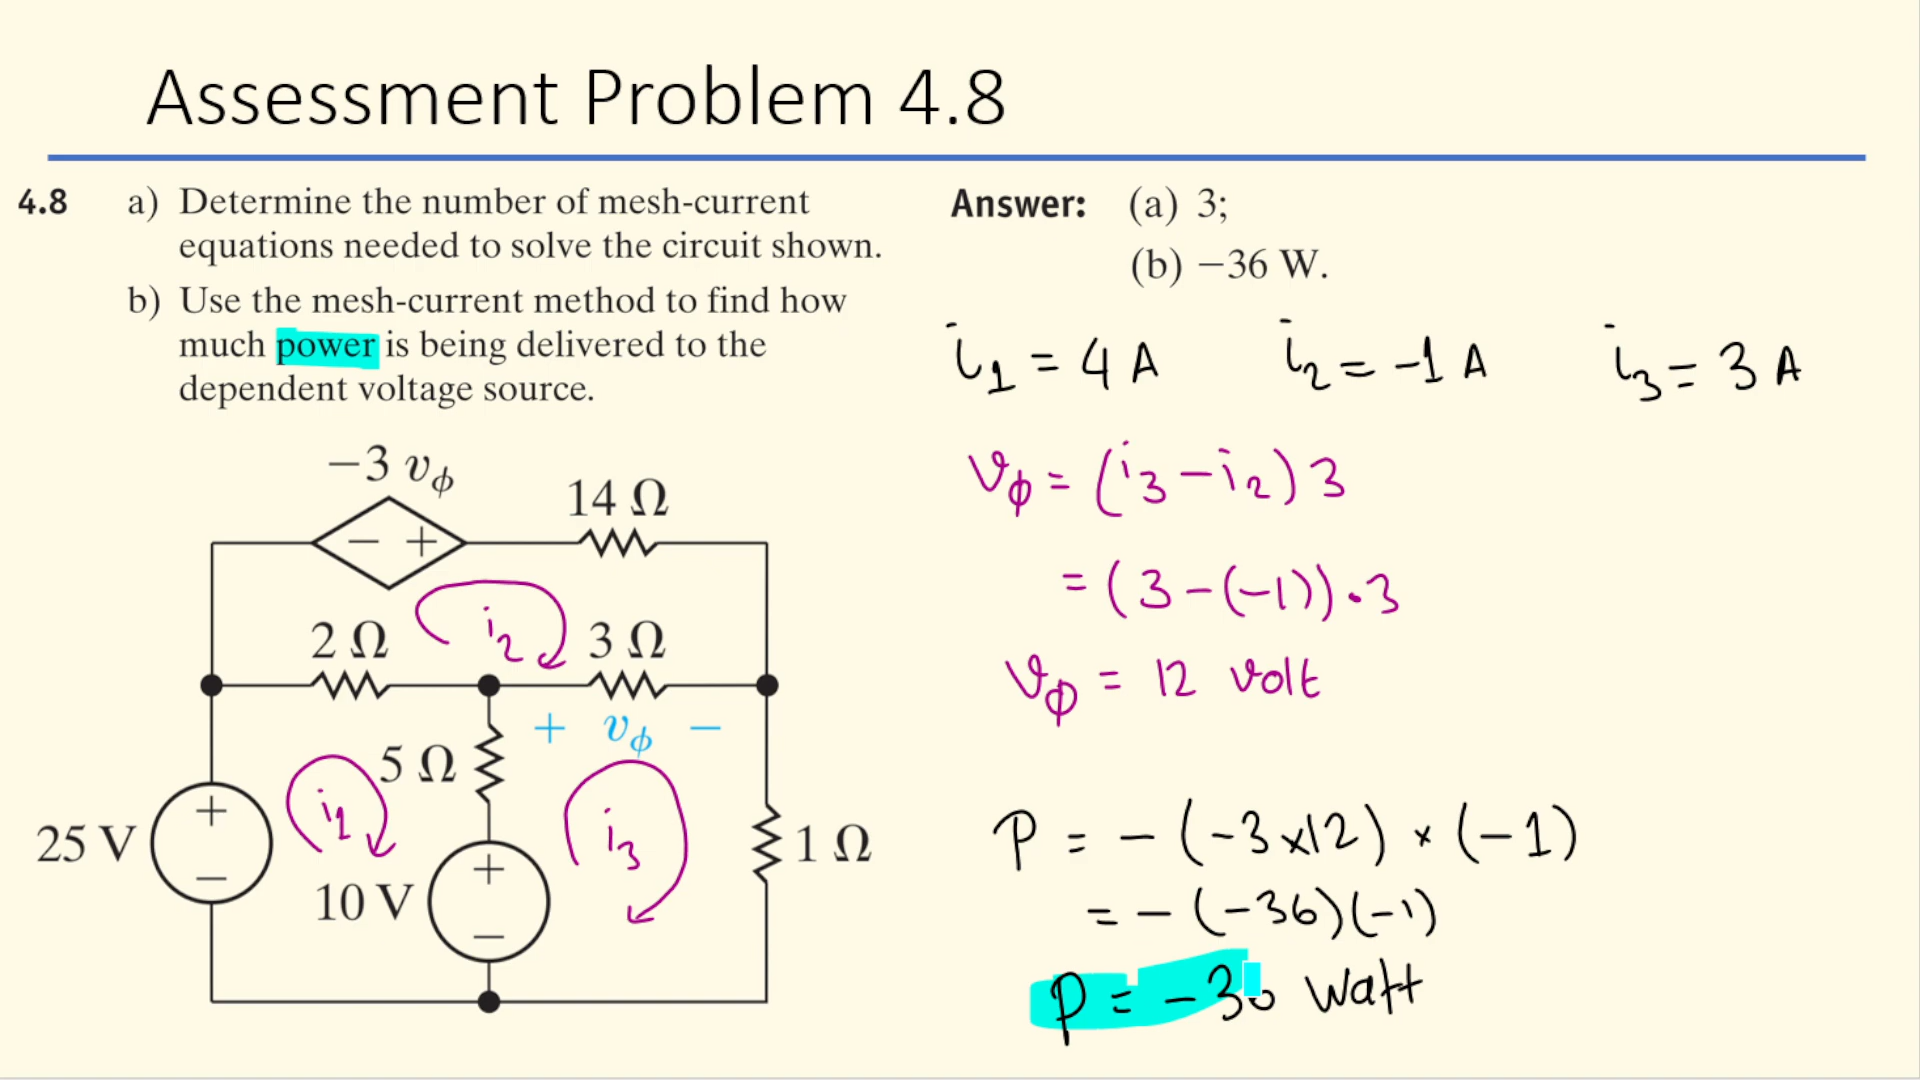 Assessment Problem 4.8
4.8 a) Determine the number of mesh-current
equations needed to solve the circuit shown.
b) Use the mesh-current method to find how
much power is being delivered to the
dependent voltage source.
Answer: (a) 3;
(b) −36 W.
i₁ = 4 A i₂ = -1 A i₃ = 3 A
vϕ = (i₃ - i₂) 3
= (3 - (-1)) · 3
vϕ = 12 volt
P = - (-3 x 12) × (-1)
= - (-36)(-1)
P = -36 watt
−3 vϕ
14 Ω
− +
2 Ω
i₂
3 Ω
+ vϕ −
5 Ω
i₁
i₃
25 V
+
−
10 V
+
−
1 Ω